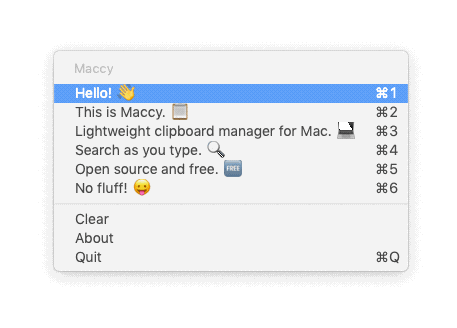 Maccy
Hello! 👋 ⌘1
This is Maccy. 📋 ⌘2
Lightweight clipboard manager for Mac. 💻 ⌘3
Search as you type. 🔍 ⌘4
Open source and free. 🆓 ⌘5
No fluff! 😛 ⌘6
Clear
About
Quit ⌘Q